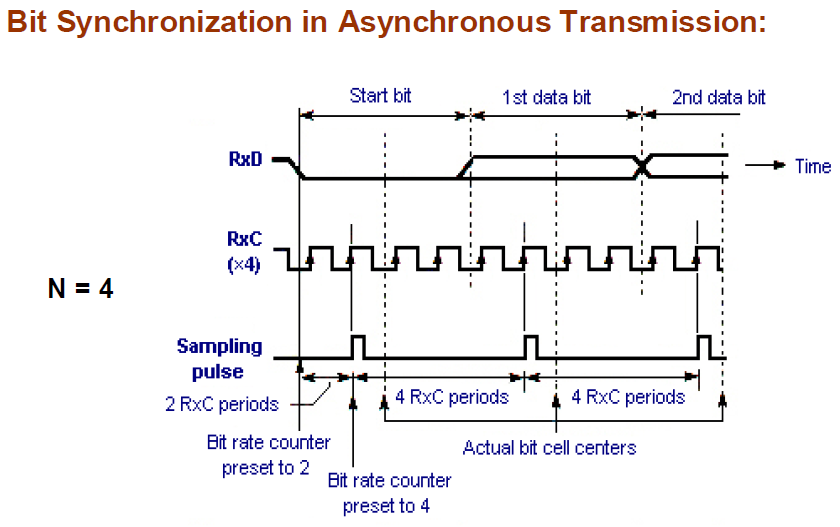 Bit Synchronization in Asynchronous Transmission:
Start bit
1st data bit
2nd data bit
RxD
Time
RxC
(×4)
N = 4
Sampling
pulse
2 RxC periods
4 RxC periods
4 RxC periods
Bit rate counter
preset to 2
Actual bit cell centers
Bit rate counter
preset to 4